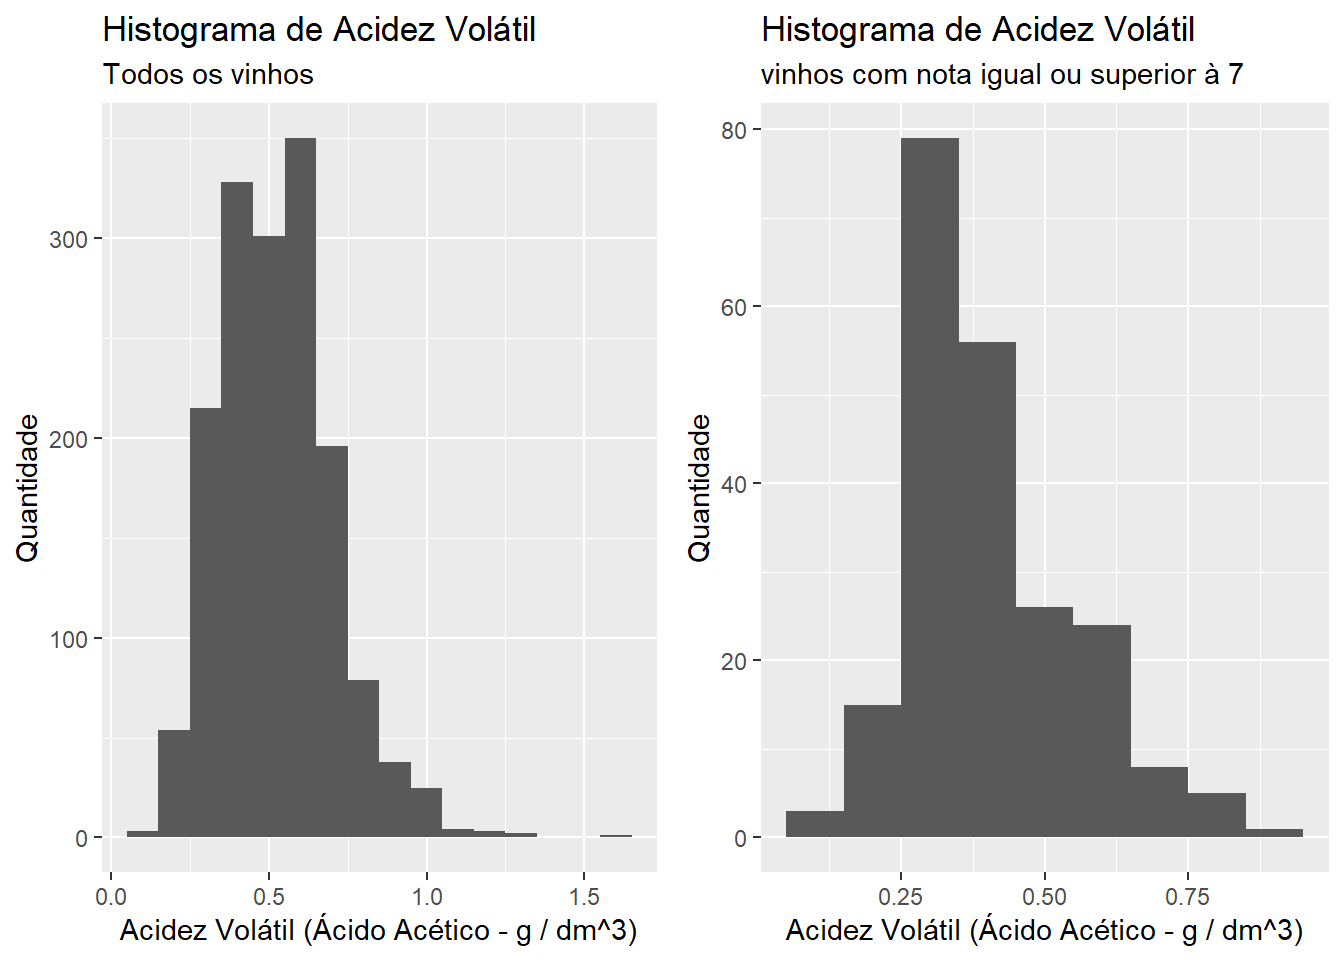 Histograma de Acidez Volátil
Todos os vinhos
Quantidade
300
200
100
0
0.0 0.5 1.0 1.5
Acidez Volátil (Ácido Acético - g / dm^3)
Histograma de Acidez Volátil
vinhos com nota igual ou superior à 7
Quantidade
80
60
40
20
0
0.25 0.50 0.75
Acidez Volátil (Ácido Acético - g / dm^3)